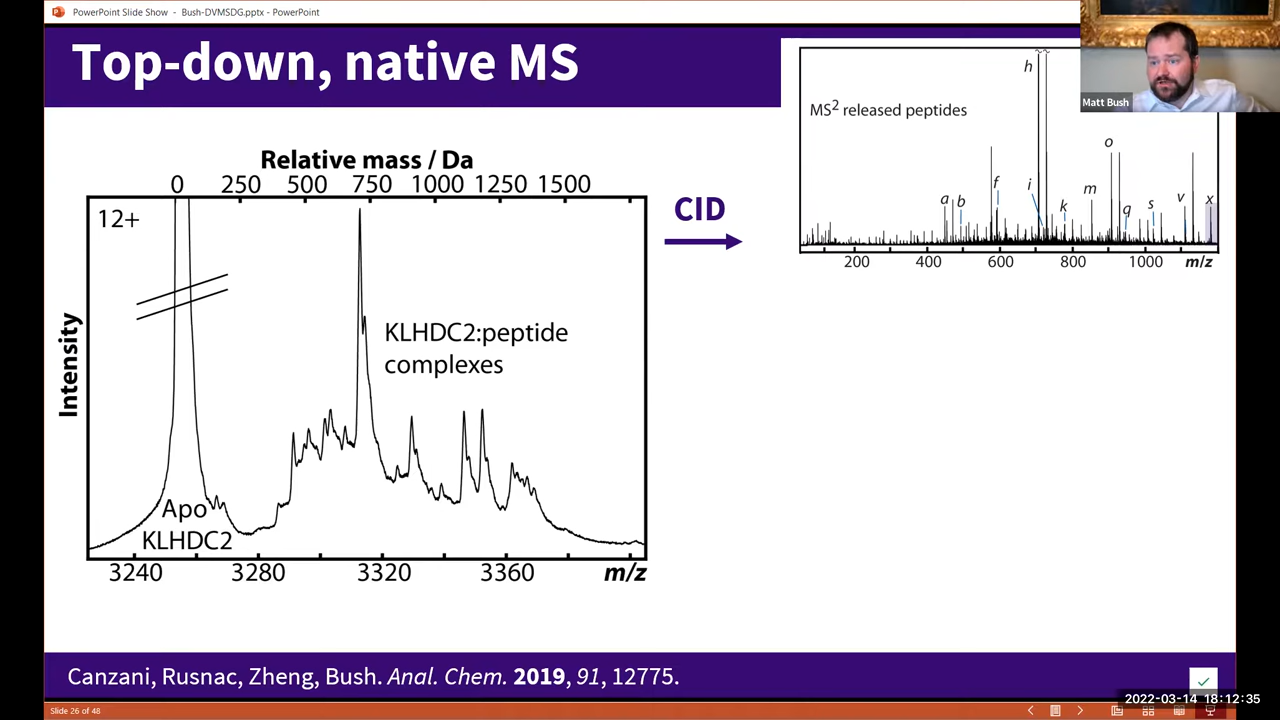 PowerPoint Slide Show - Bush-DVMSDG.pptx - PowerPoint
Top-down, native MS
Matt Bush
MS2 released peptides
h
o
a b f i k m q s v x
200 400 600 800 1000 m/z
Relative mass / Da
0 250 500 750 1000 1250 1500
12+
CID
Intensity
KLHDC2:peptide
complexes
Apo
KLHDC2
3240 3280 3320 3360 m/z
Canzani, Rusnac, Zheng, Bush. Anal. Chem. 2019, 91, 12775.
2022-03-14 18:12:35
Slide 26 of 48